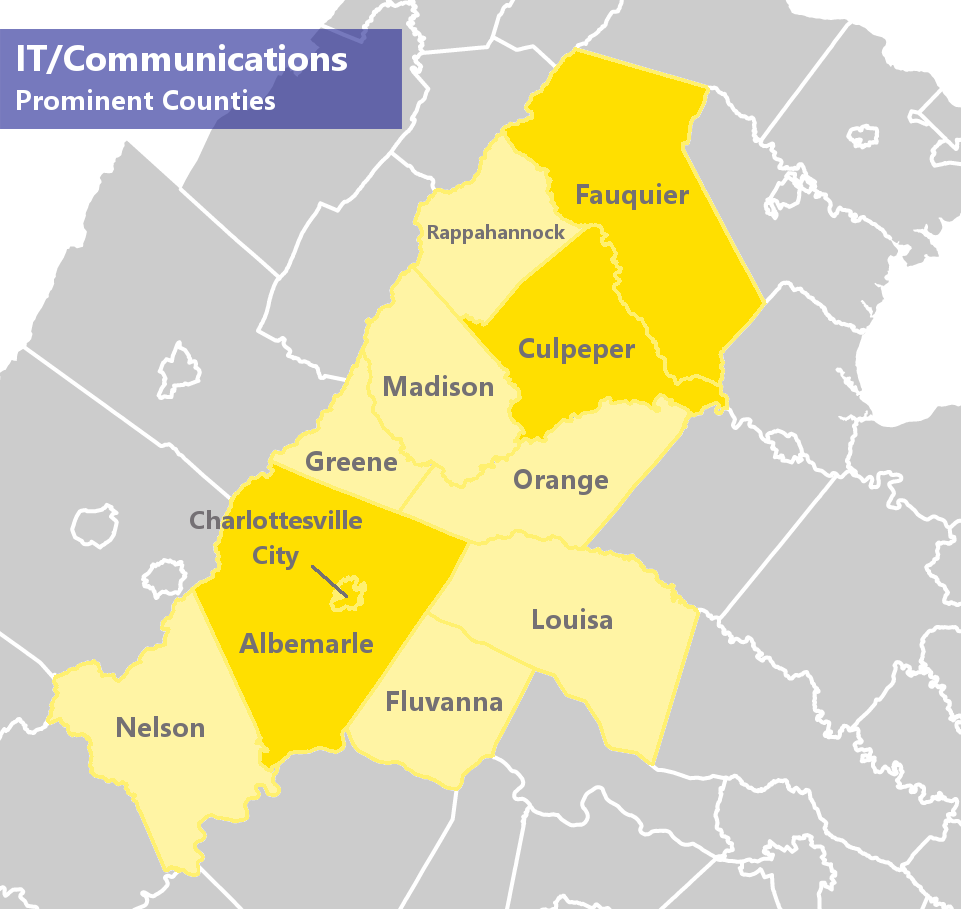 IT/Communications
Prominent Counties
Fauquier
Rappahannock
Culpeper
Madison
Greene
Orange
Charlottesville
City
Louisa
Albemarle
Fluvanna
Nelson